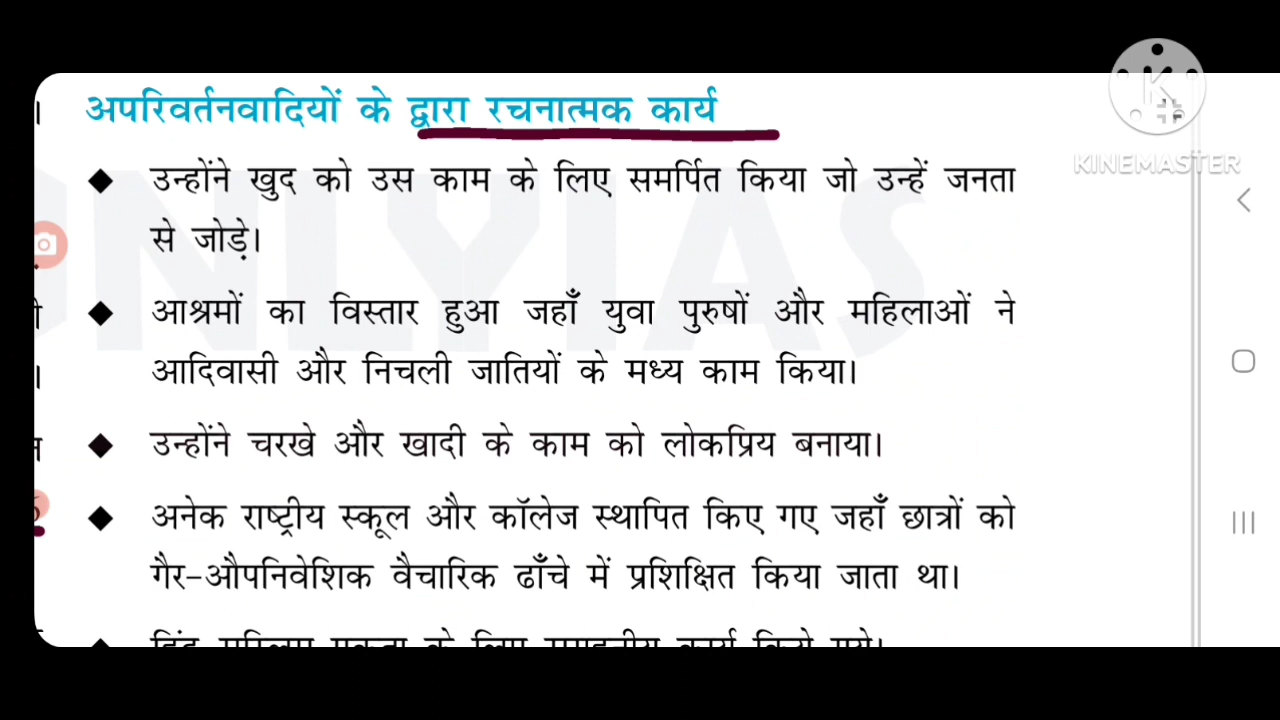 अपरिवर्तनवादियों के द्वारा रचनात्मक कार्य
KINEMASTER
◆ उन्होंने खुद को उस काम के लिए समर्पित किया जो उन्हें जनता
से जोड़े।
◆ आश्रमों का विस्तार हुआ जहाँ युवा पुरुषों और महिलाओं ने
आदिवासी और निचली जातियों के मध्य काम किया।
◆ उन्होंने चरखे और खादी के काम को लोकप्रिय बनाया।
◆ अनेक राष्ट्रीय स्कूल और कॉलेज स्थापित किए गए जहाँ छात्रों को
गैर-औपनिवेशिक वैचारिक ढाँचे में प्रशिक्षित किया जाता था।
ONLYIAS